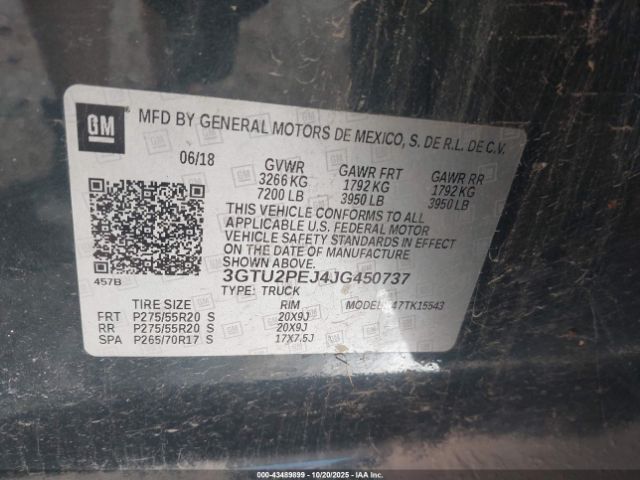 GM
MFD BY GENERAL MOTORS DE MEXICO, S. DE R.L. DE C.V.
06/18
GVWR GAWR FRT GAWR RR
3266 KG 1792 KG 1792 KG
7200 LB 3950 LB 3950 LB
THIS VEHICLE CONFORMS TO ALL
APPLICABLE U.S. FEDERAL MOTOR
VEHICLE SAFETY STANDARDS IN EFFECT
ON THE DATE OF MANUFACTURE
SHOWN ABOVE.
3GTU2PEJ4JG450737
457B
TYPE: TRUCK
TIRE SIZE RIM MODEL: 47TK15543
FRT P275/55R20 S 20X9J
RR P275/55R20 S 20X9J
SPA P265/70R17 S 17X7.5J
000-43489899 | 10/20/2025 - COPYRIGHT © IAA, LLC